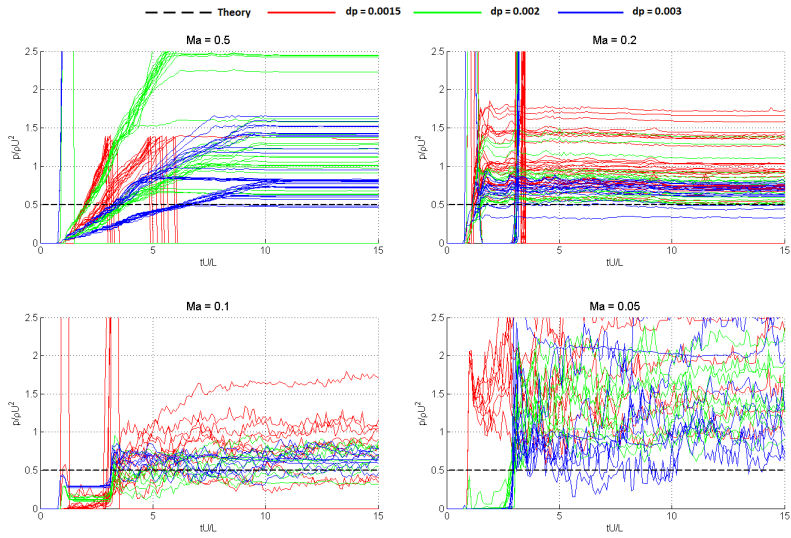 Theory dp = 0.0015 dp = 0.002 dp = 0.003
Ma = 0.5 Ma = 0.2
2.5 2.5
2 2
1.5 1.5
p/ρU² p/ρU²
1 1
0.5 0.5
0 0
0 5 10 15 0 5 10 15
tU/L tU/L
Ma = 0.1 Ma = 0.05
2.5 2.5
2 2
1.5 1.5
p/ρU² p/ρU²
1 1
0.5 0.5
0 0
0 5 10 15 0 5 10 15
tU/L tU/L